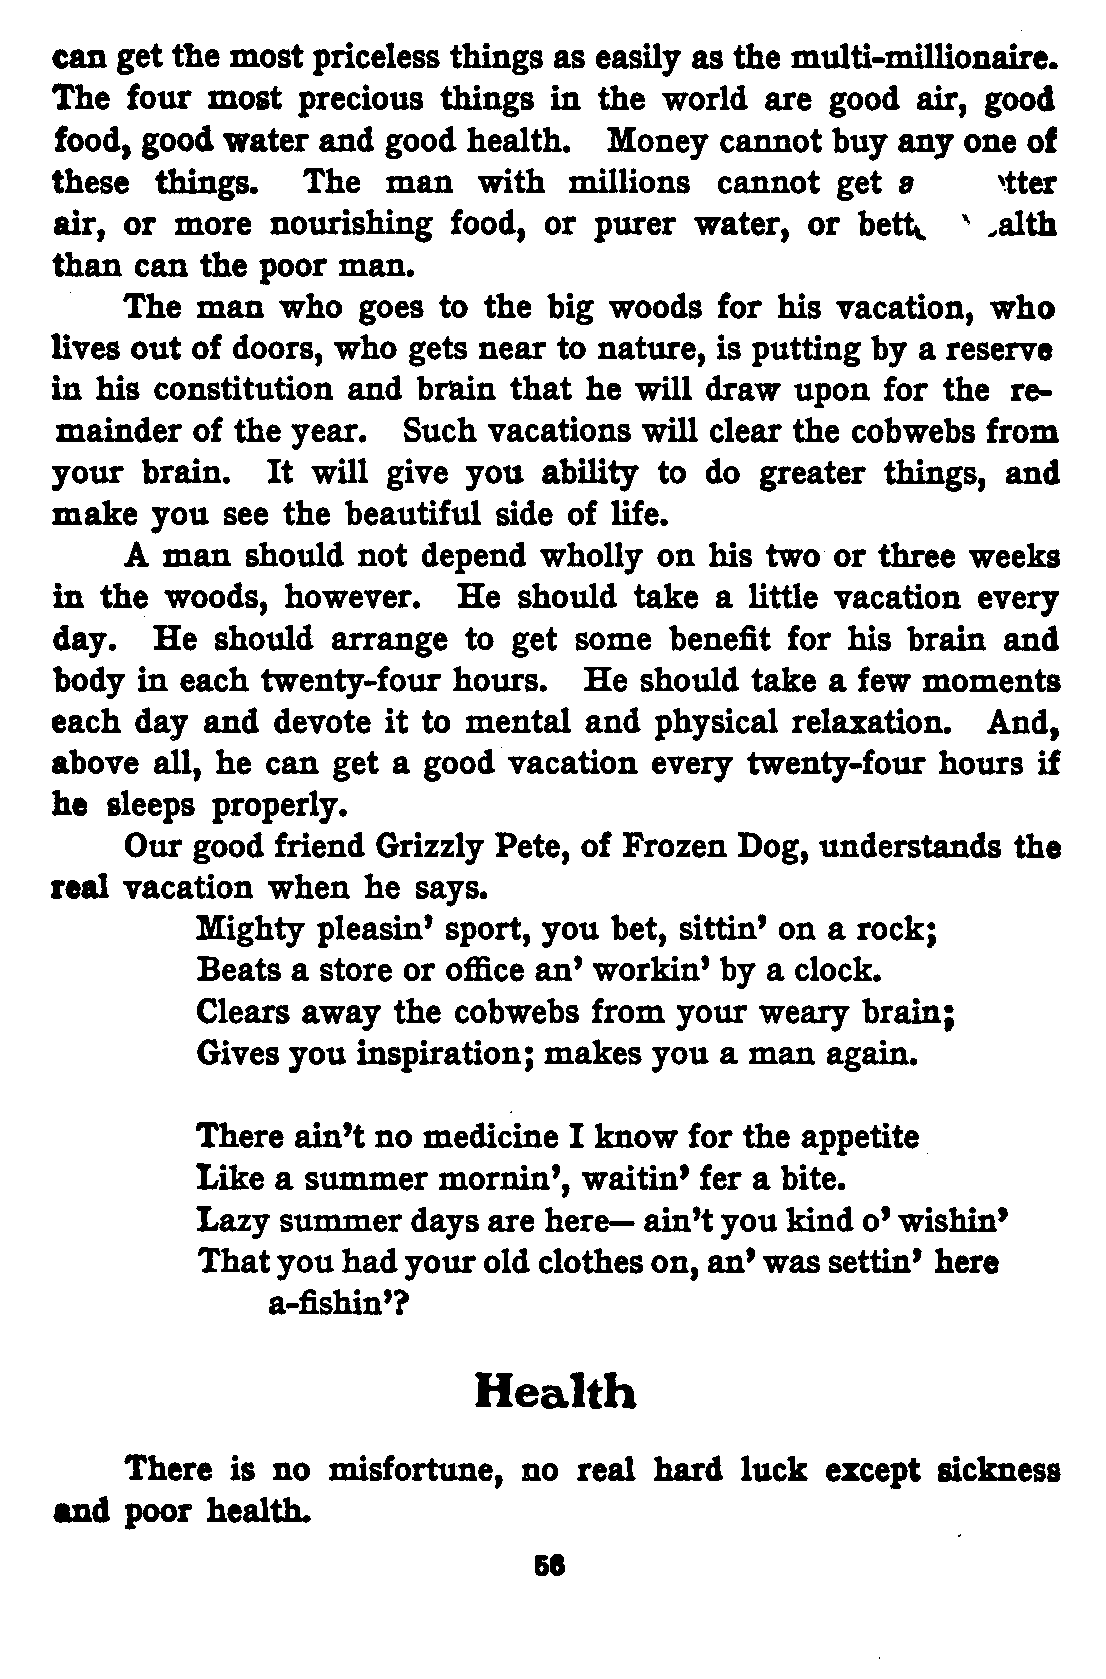 can get the most priceless things as easily as the multi-millionaire.
The four most precious things in the world are good air, good
food, good water and good health. Money cannot buy any one of
these things. The man with millions cannot get
air, or more nourishing food, or purer water, or
than can the poor man.
The man who goes to the big woods for his vacation, who
lives out of doors, who gets near to nature, is putting by a reserve
in his constitution and brain that he will draw upon for the re-
mainder of the year. Such vacations will clear the cobwebs from
your brain. It will give you ability to do greater things, and
make you see the beautiful side of life.
A man should not depend wholly on his two or three weeks
in the woods, however. He should take a little vacation every
day. He should arrange to get some benefit for his brain and
body in each twenty-four hours. He should take a few moments
each day and devote it to mental and physical relaxation. And,
above all, he can get a good vacation every twenty-four hours if
he sleeps properly.
Our good friend Grizzly Pete, of Frozen Dog, understands the
real vacation when he says.
Mighty pleasin' sport, you bet, sittin' on a rock;
Beats a store or office an' workin' by a clock.
Clears away the cobwebs from your weary brain;
Gives you inspiration; makes you a man again.
There ain't no medicine I know for the appetite
Like a summer mornin', waitin' fer a bite.
Lazy summer days are here— ain't you kind o' wishin'
That you had your old clothes on, an' was settin' here
a-fishin'?
Health
There is no misfortune, no real hard luck except sickness
and poor health.
56